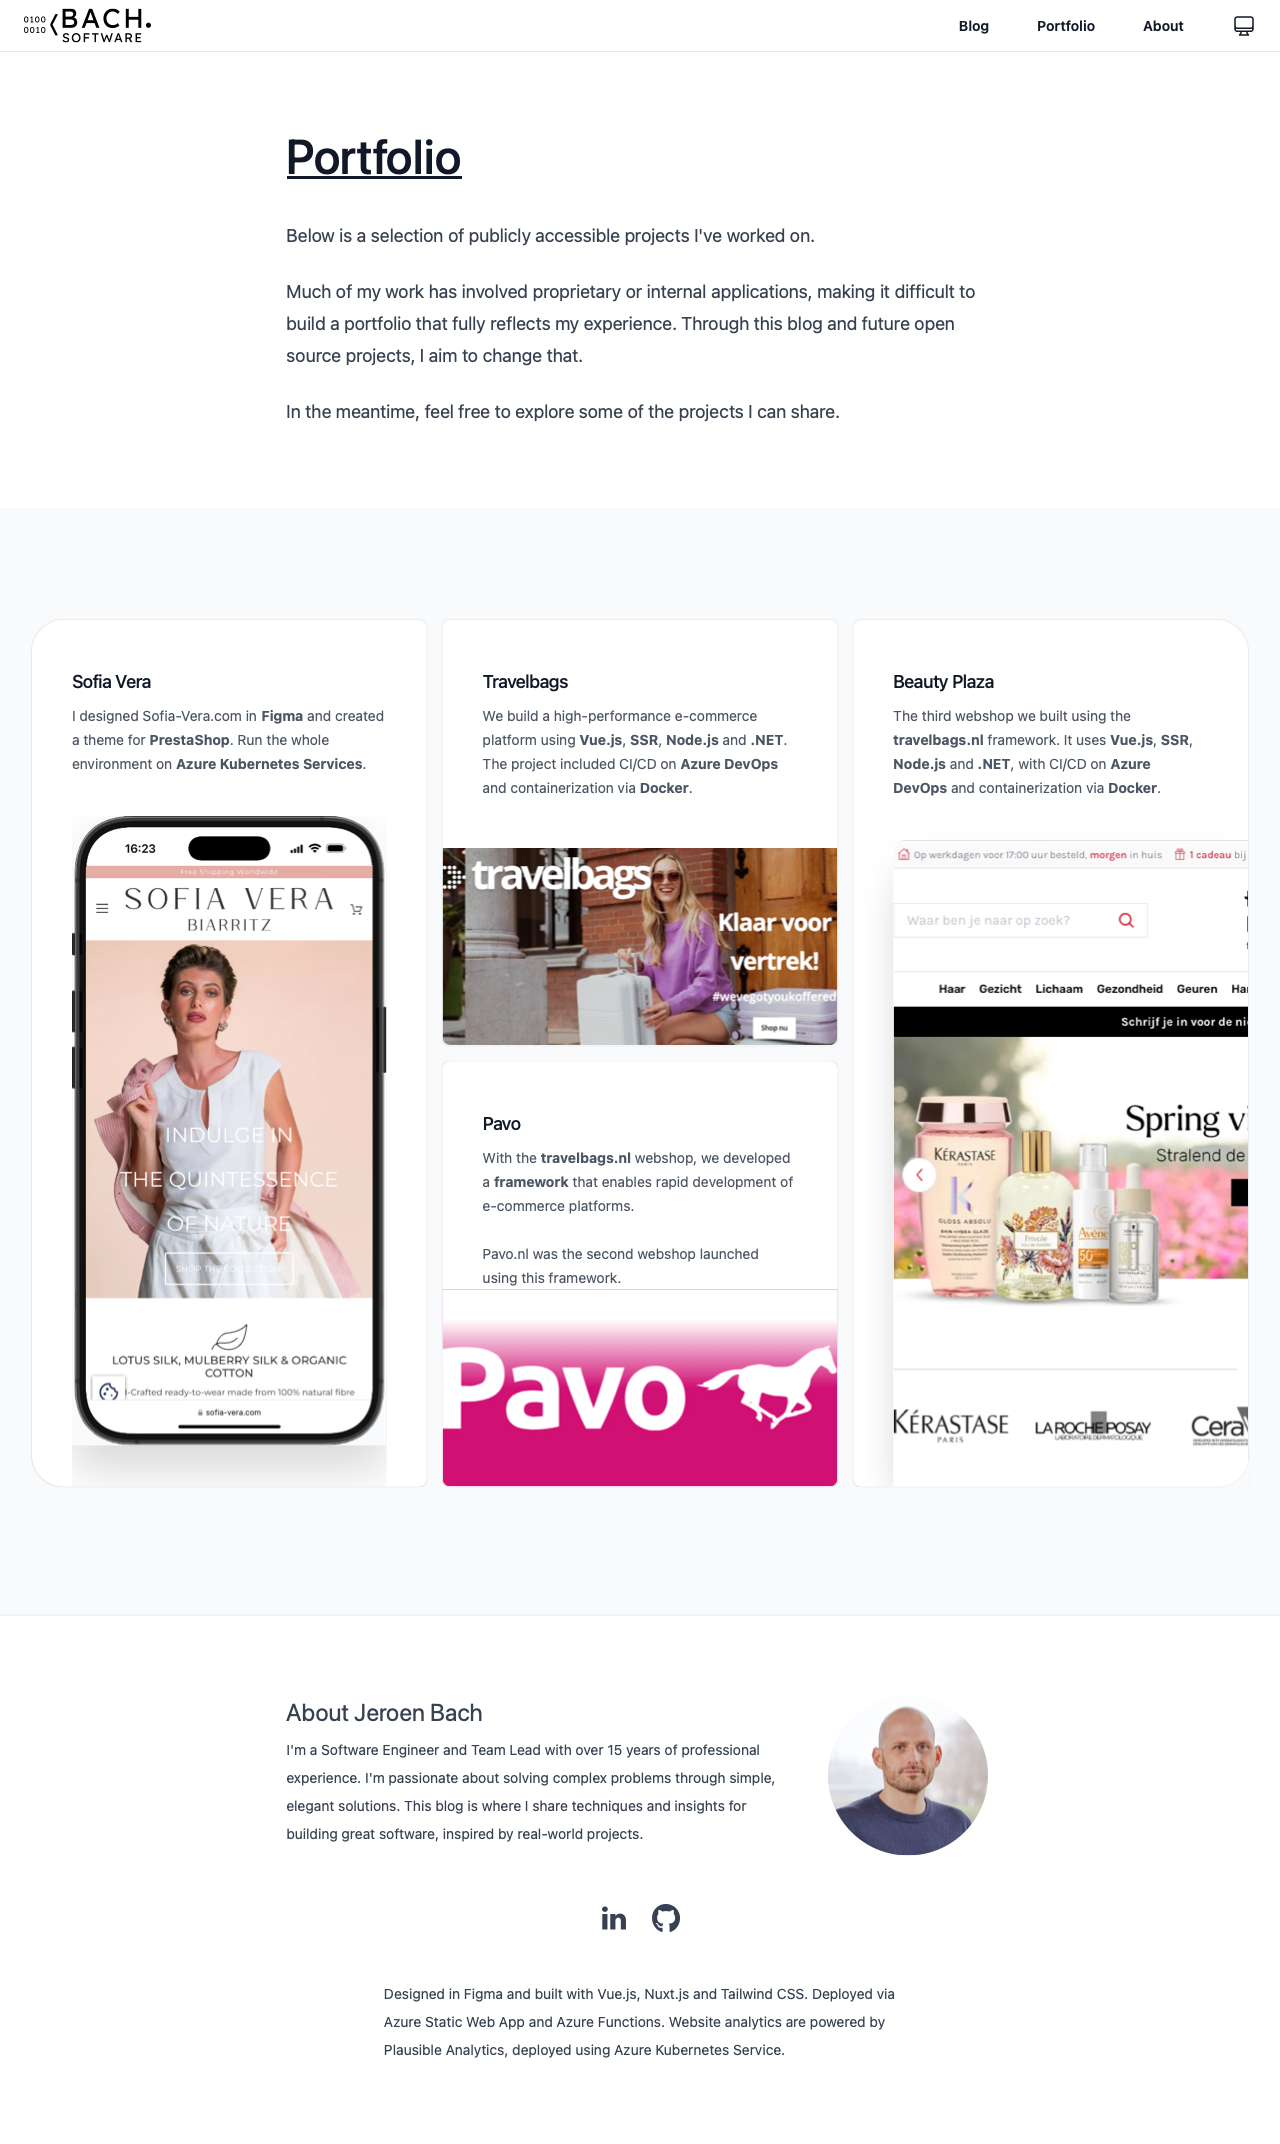 0100
0010
BACH.
SOFTWARE
Blog
Portfolio
About
Portfolio
Below is a selection of publicly accessible projects I've worked on.
Much of my work has involved proprietary or internal applications, making it difficult to
build a portfolio that fully reflects my experience. Through this blog and future open
source projects, I aim to change that.
In the meantime, feel free to explore some of the projects I can share.
Sofia Vera
I designed Sofia-Vera.com in Figma and created
a theme for PrestaShop. Run the whole
environment on Azure Kubernetes Services.
16:23
Free Shipping Worldwide
SOFIA VERA
BIARRITZ
INDULGE IN
THE QUINTESSENCE
OF NATURE
SHOP THE COLLECTION
LOTUS SILK, MULBERRY SILK & ORGANIC
COTTON
-Crafted ready-to-wear made from 100% natural fibre
sofia-vera.com
Travelbags
We build a high-performance e-commerce
platform using Vue.js, SSR, Node.js and .NET.
The project included CI/CD on Azure DevOps
and containerization via Docker.
travelbags
Klaar voor
vertrek!
#wevegotyoukoffered
Shop nu
Pavo
With the travelbags.nl webshop, we developed
a framework that enables rapid development of
e-commerce platforms.
Pavo.nl was the second webshop launched
using this framework.
Pavo
Beauty Plaza
The third webshop we built using the
travelbags.nl framework. It uses Vue.js, SSR,
Node.js and .NET, with CI/CD on Azure
DevOps and containerization via Docker.
Op werkdagen voor 17:00 uur besteld, morgen in huis
1 cadeau bij
Waar ben je naar op zoek?
Haar Gezicht Lichaam Gezondheid Geuren Har
Schrijf je in voor de ni
Spring vi
Stralend de
KÉRASTASE
PARIS
GLOSS ABSOLU
Frivole
Avène
50+
KÉRASTASE
PARIS
LA ROCHE POSAY
LABORATOIRE DERMATOLOGIQUE
CeraV
About Jeroen Bach
I'm a Software Engineer and Team Lead with over 15 years of professional
experience. I'm passionate about solving complex problems through simple,
elegant solutions. This blog is where I share techniques and insights for
building great software, inspired by real-world projects.
in
Designed in Figma and built with Vue.js, Nuxt.js and Tailwind CSS. Deployed via
Azure Static Web App and Azure Functions. Website analytics are powered by
Plausible Analytics, deployed using Azure Kubernetes Service.